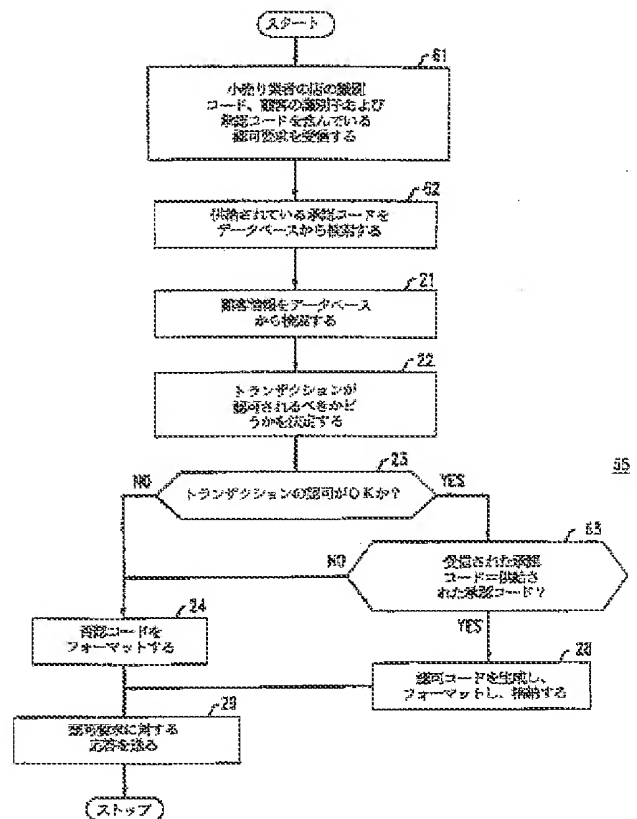 スタート
61
小売り業者の店の識別
コード、顧客の識別子および
承認コードを含んでいる
認可要求を受信する
62
供給されている承認コードを
データベースから検索する
21
顧客情報をデータベース
から検索する
22
トランザクションが
認可されるべきかど
うかを決定する
23
NO
トランザクションの認可がOKか?
YES
65
63
NO
受信された承認
コード=供給さ
れた承認コード?
YES
24
否認コードを
フォーマットする
28
認可コードを生成し、
フォーマットし、格納する
29
認可要求に対する
応答を送る
ストップ